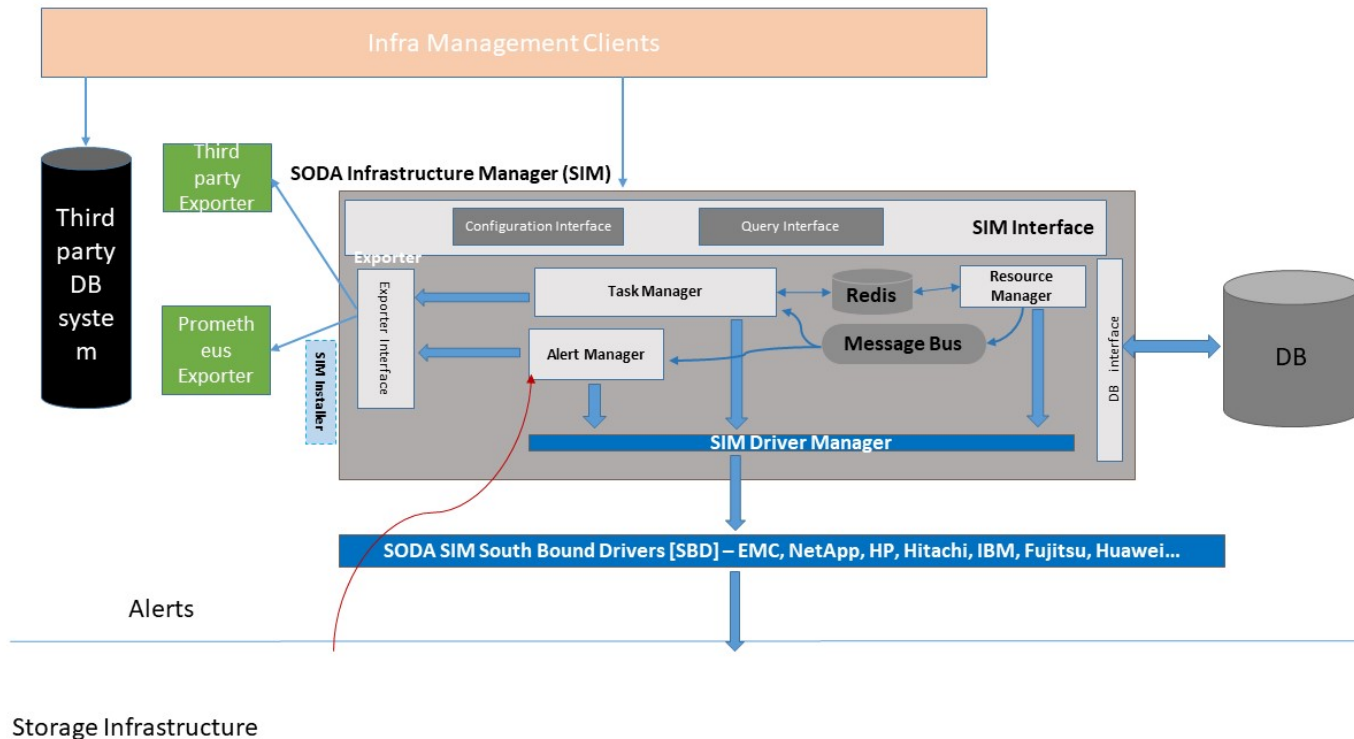 Infra Management Clients
Third
party
Exporter
SODA Infrastructure Manager (SIM)
Third
party
DB
syste
m
Configuration Interface
Query Interface
SIM Interface
Exporter
Exporter Interface
Task Manager
Redis
Resource
Manager
Prometh
eus
Exporter
SIM Installer
Alert Manager
Message Bus
DB interface
DB
SIM Driver Manager
SODA SIM South Bound Drivers [SBD] – EMC, NetApp, HP, Hitachi, IBM, Fujitsu, Huawei...
Alerts
Storage Infrastructure